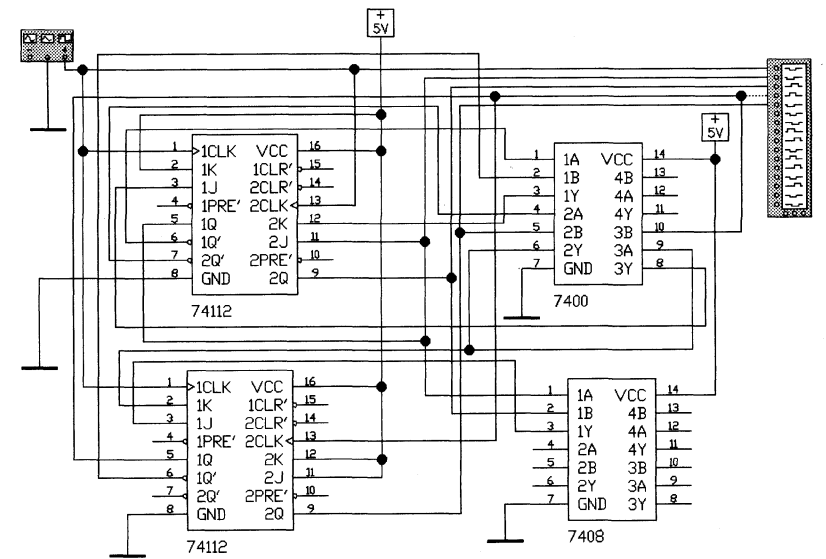 +
5V
+
5V
1 1CLK VCC 16
2 1K 1CLR' 15
3 1J 2CLR' 14
4 1PRE' 2CLK 13
5 1Q 2K 12
6 1Q' 2J 11
7 2Q' 2PRE' 10
8 GND 2Q 9
74112
1 1A VCC 14
2 1B 4B 13
3 1Y 4A 12
4 2A 4Y 11
5 2B 3B 10
6 2Y 3A 9
7 GND 3Y 8
7400
1 1CLK VCC 16
2 1K 1CLR' 15
3 1J 2CLR' 14
4 1PRE' 2CLK 13
5 1Q 2K 12
6 1Q' 2J 11
7 2Q' 2PRE' 10
8 GND 2Q 9
74112
1 1A VCC 14
2 1B 4B 13
3 1Y 4A 12
4 2A 4Y 11
5 2B 3B 10
6 2Y 3A 9
7 GND 3Y 8
7408